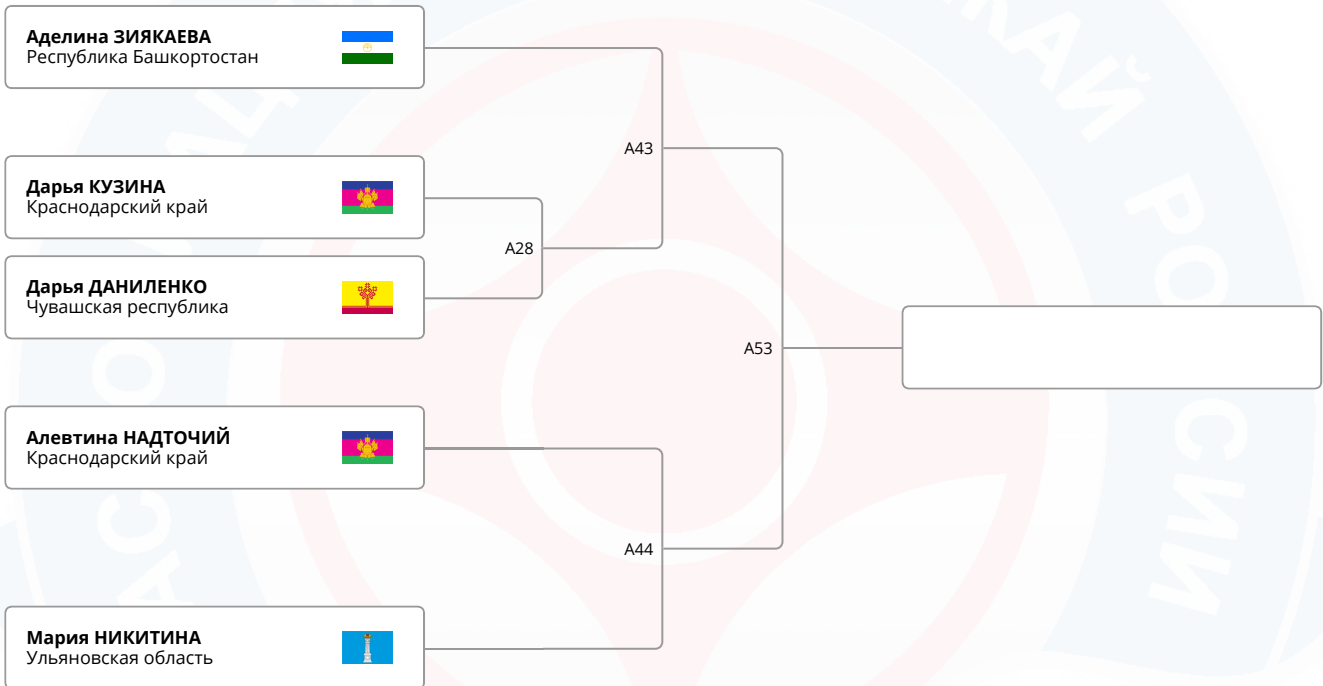 Аделина ЗИЯКАЕВА
Республика Башкортостан
A43
Дарья КУЗИНА
Краснодарский край
A28
Дарья ДАНИЛЕНКО
Чувашская республика
A53
Алевтина НАДТОЧИЙ
Краснодарский край
A44
Мария НИКИТИНА
Ульяновская область
РОССИИ